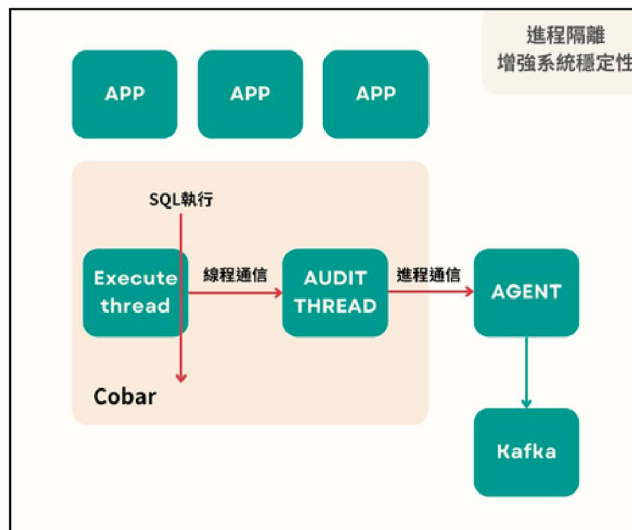 進程隔離
增強系統穩定性
APP
APP
APP
SQL執行
Execute
thread
線程通信
AUDIT
THREAD
進程通信
AGENT
Cobar
Kafka